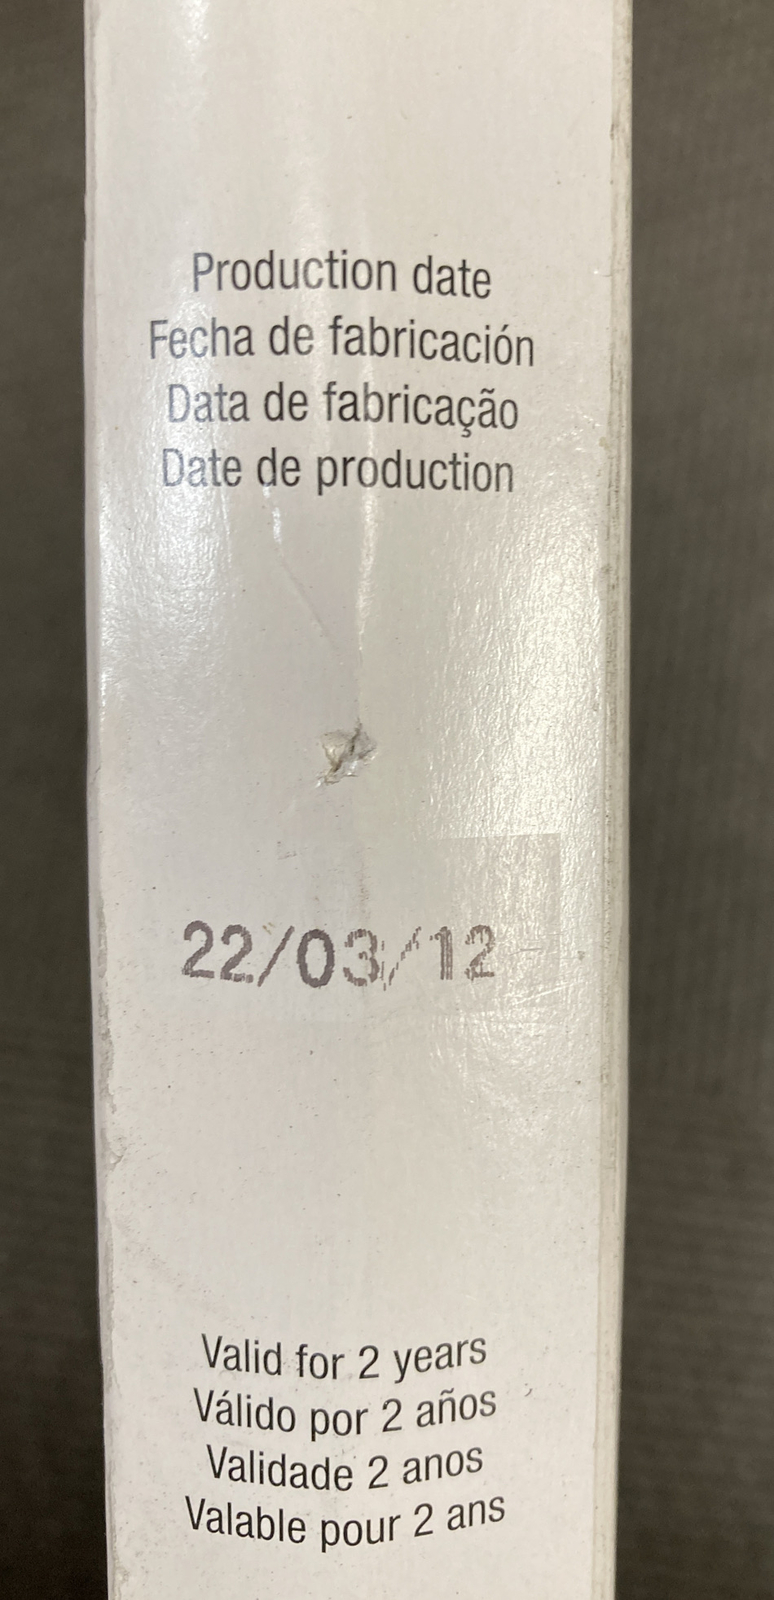 Production date
Fecha de fabricación
Data de fabricação
Date de production
22/03/12
Valid for 2 years
Válido por 2 años
Validade 2 anos
Valable pour 2 ans